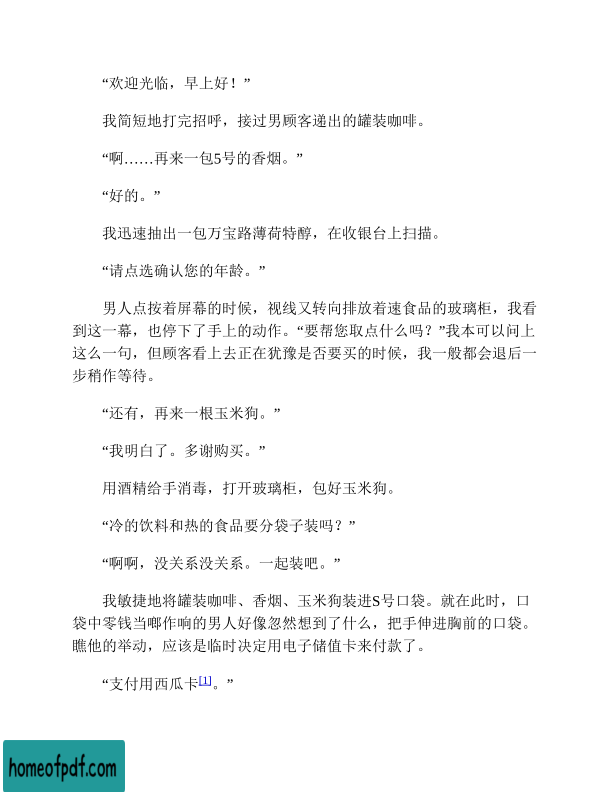 “欢迎光临，早上好！”
我简短地打完招呼，接过男顾客递出的罐装咖啡。
“啊……再来一包5号的香烟。”
“好的。”
我迅速抽出一包万宝路薄荷特醇，在收银台上扫描。
“请点选确认您的年龄。”
男人点按着屏幕的时候，视线又转向排放着速食品的玻璃柜，我看
到这一幕，也停下了手上的动作。“要帮您取点什么吗？”我本可以问上
这么一句，但顾客看上去正在犹豫是否要买的时候，我一般都会退后一
步稍作等待。
“还有，再来一根玉米狗。”
“我明白了。多谢购买。”
用酒精给手消毒，打开玻璃柜，包好玉米狗。
“冷的饮料和热的食品要分袋子装吗？”
“啊啊，没关系没关系。一起装吧。”
我敏捷地将罐装咖啡、香烟、玉米狗装进S号口袋。就在此时，口
袋中零钱当啷作响的男人好像忽然想到了什么，把手伸进胸前的口袋。
瞧他的举动，应该是临时决定用电子储值卡来付款了。
“支付用西瓜卡[1]。”
homeofpdf.com